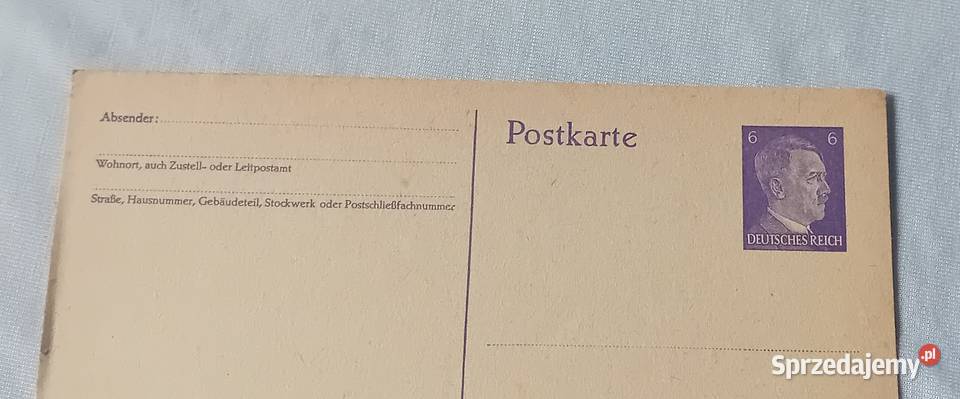 Absender:
Wohnort, auch Zustell- oder Leitpostamt
Straße, Hausnummer, Gebäudeteil, Stockwerk oder Postschließfachnummer
Postkarte
6 6
DEUTSCHES REICH
Sprzedajemy.pl